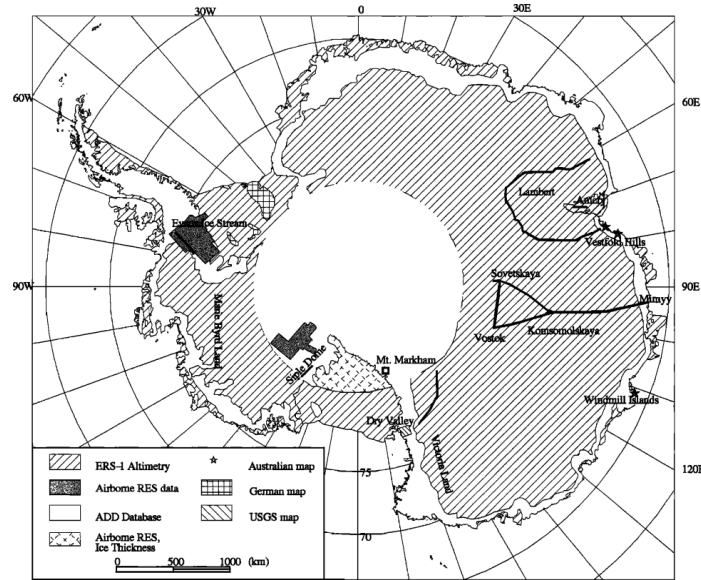 30W
0
30E
60W
60E
Lambert
Amery
Evans Ice Stream
Vestfold Hills
90W
Sovetskaya
90E
Mirnyy
Marie Byrd Land
Vostok
Komsomolskaya
Siple Dome
Mt. Markham
Windmill Islands
Dry Valley
Victoria Land
120E
75
70
ERS-1 Altimetry
Australian map
Airborne RES data
German map
ADD Database
USGS map
Airborne RES,
Ice Thickness
0 500 1000 (km)